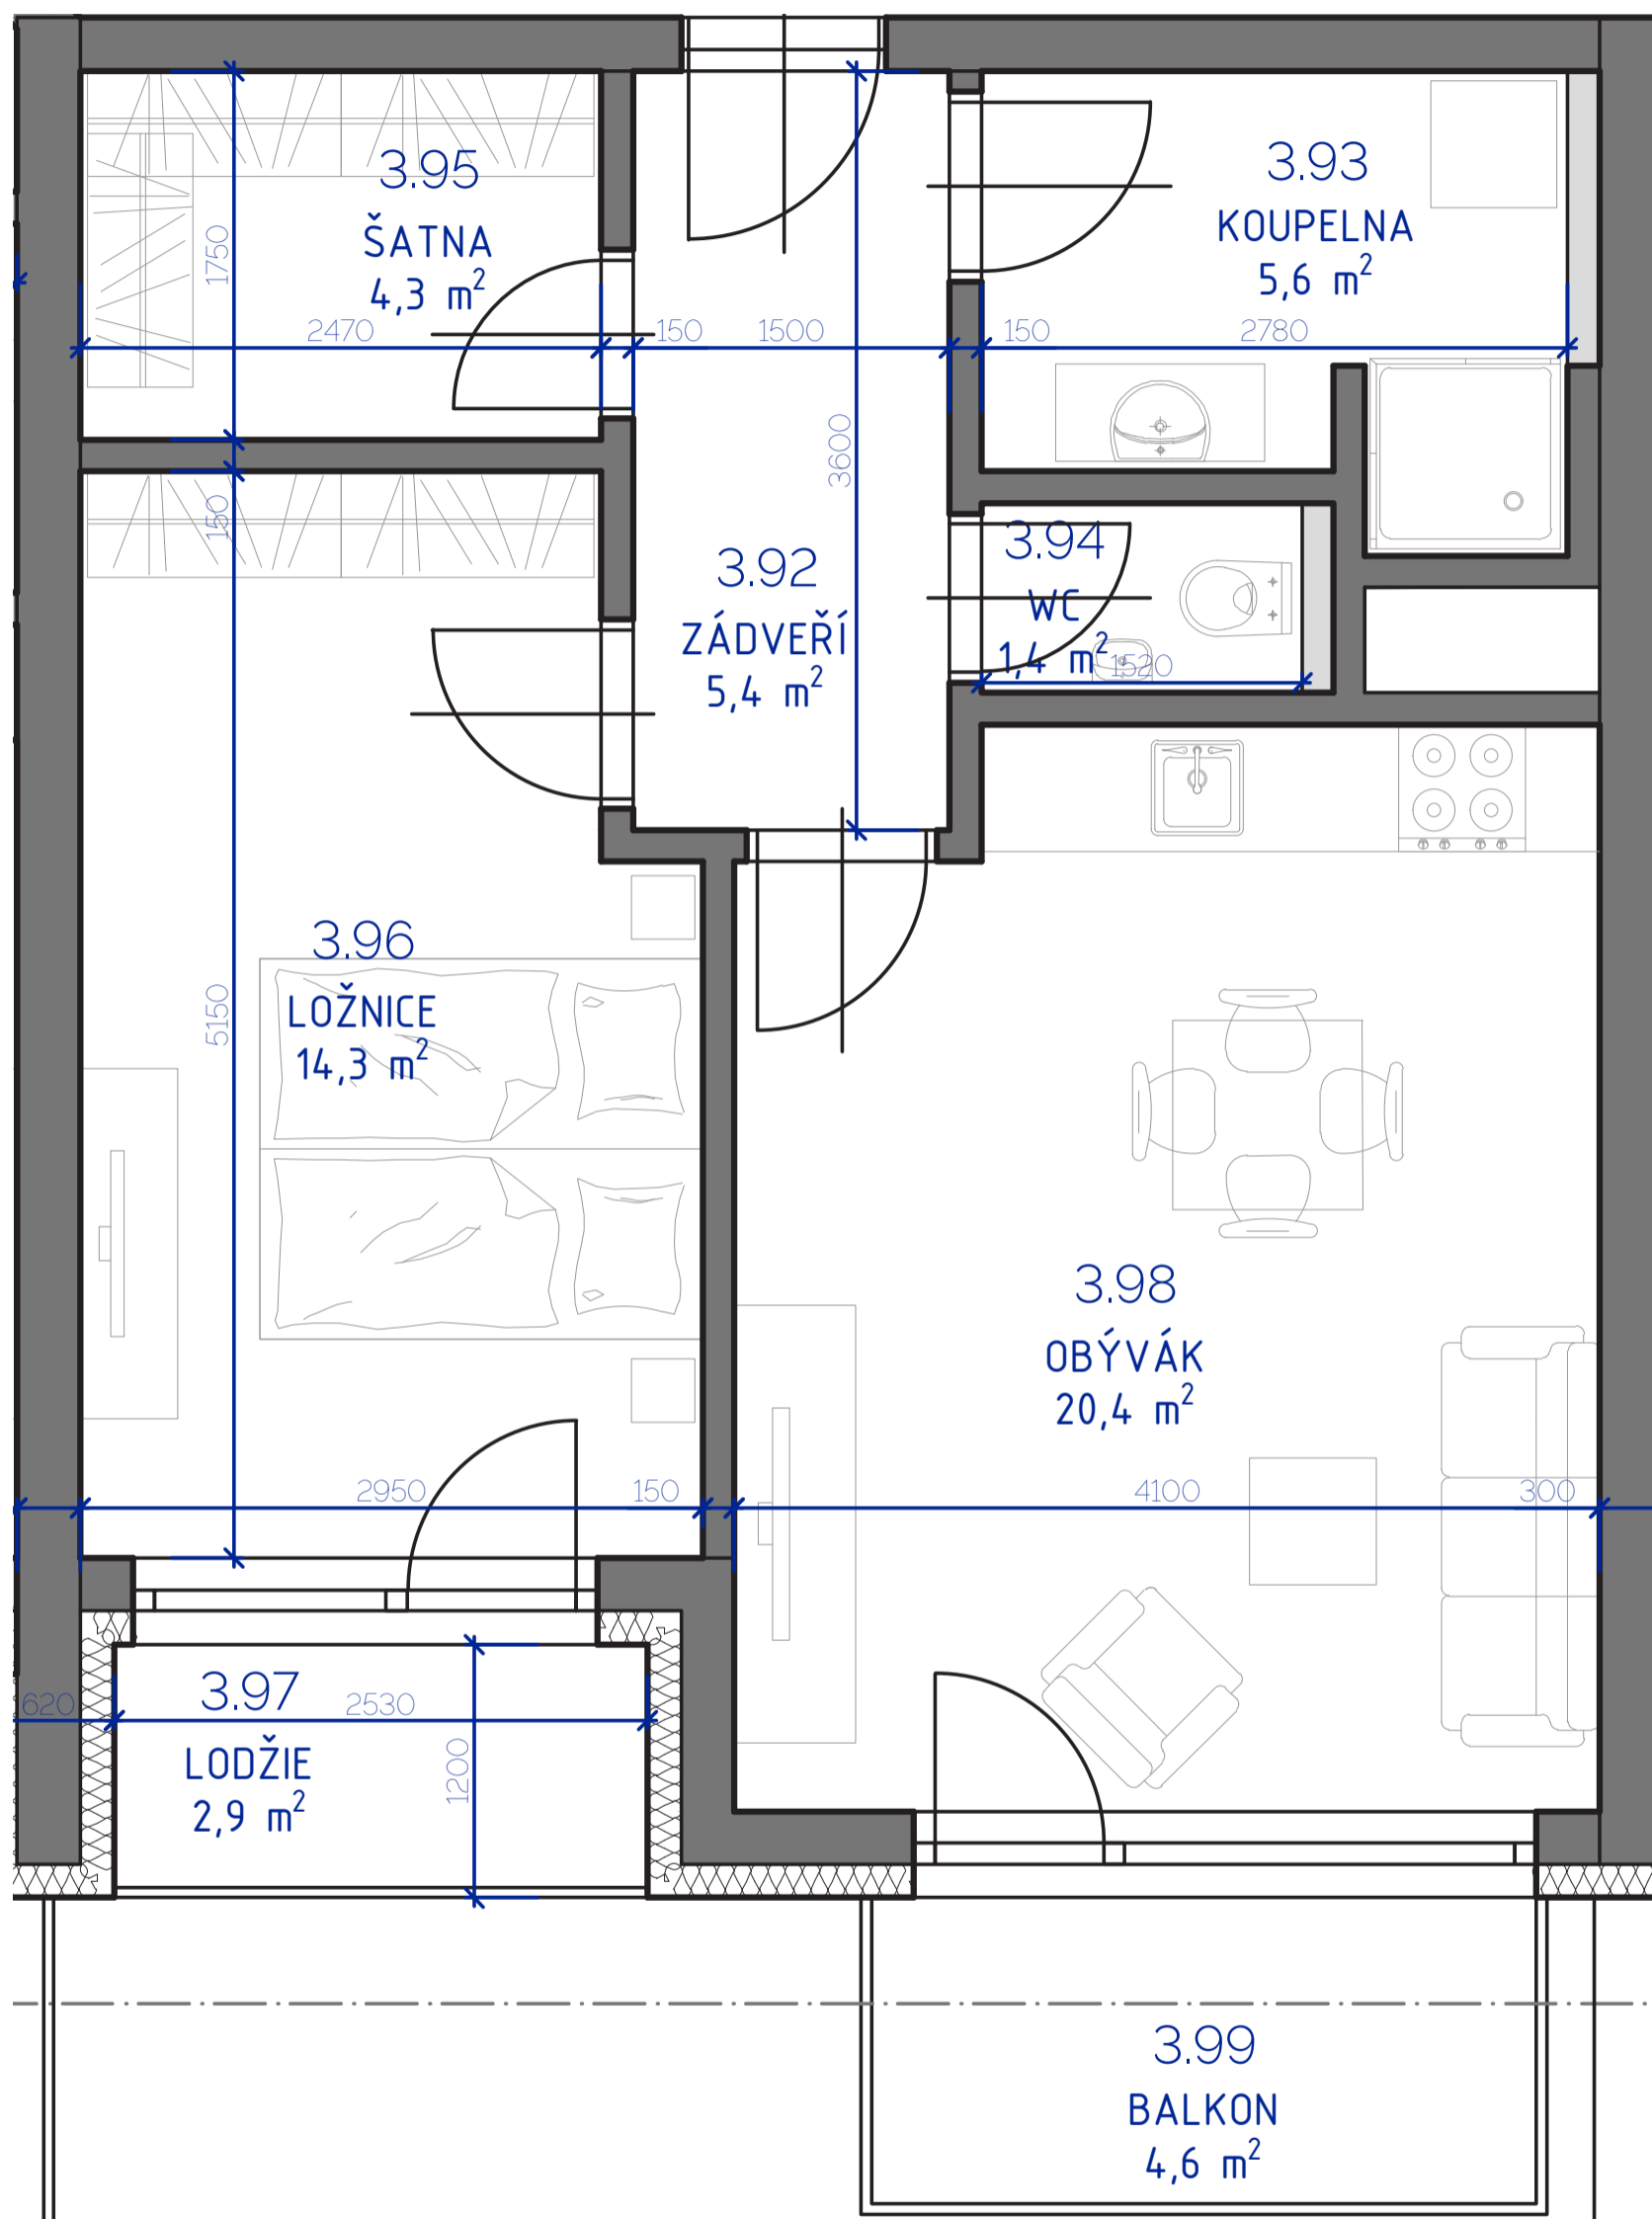 3.95
ŠATNA
4,3 m²
1750
2470
150
1500
150
2780
3.93
KOUPELNA
5,6 m²
3600
150
3.92
ZÁDVEŘÍ
5,4 m²
3.94
WC
1,4 m²
1520
3.96
LOŽNICE
14,3 m²
5150
3.98
OBÝVÁK
20,4 m²
2950
150
4100
300
3.97
620
2530
LODŽIE
2,9 m²
1200
3.99
BALKON
4,6 m²